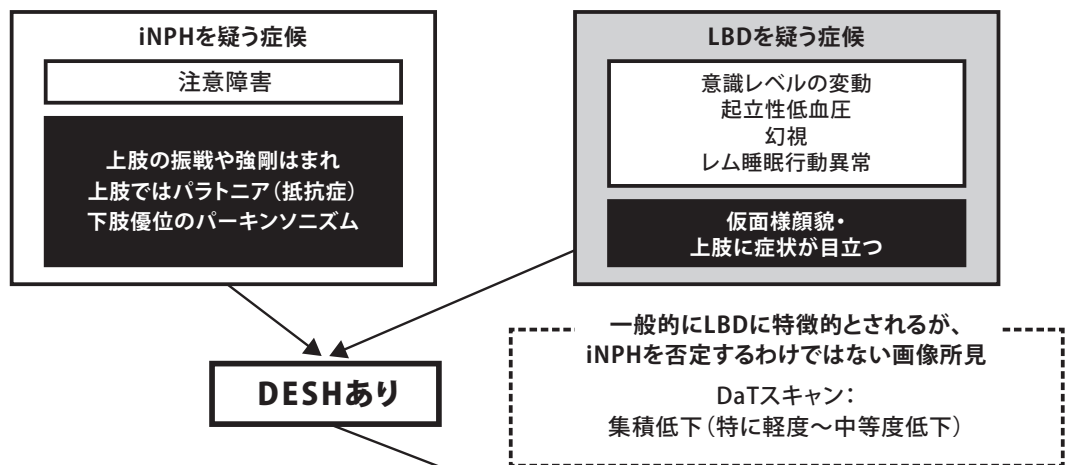 iNPHを疑う症候
注意障害
上肢の振戦や強剛はまれ
上肢ではパラトニア（抵抗症）
下肢優位のパーキンソニズム
LBDを疑う症候
意識レベルの変動
起立性低血圧
幻視
レム睡眠行動異常
仮面様顔貌・
上肢に症状が目立つ
DESHあり
一般的にLBDに特徴的とされるが、
iNPHを否定するわけではない画像所見
DaTスキャン：
集積低下（特に軽度～中等度低下）